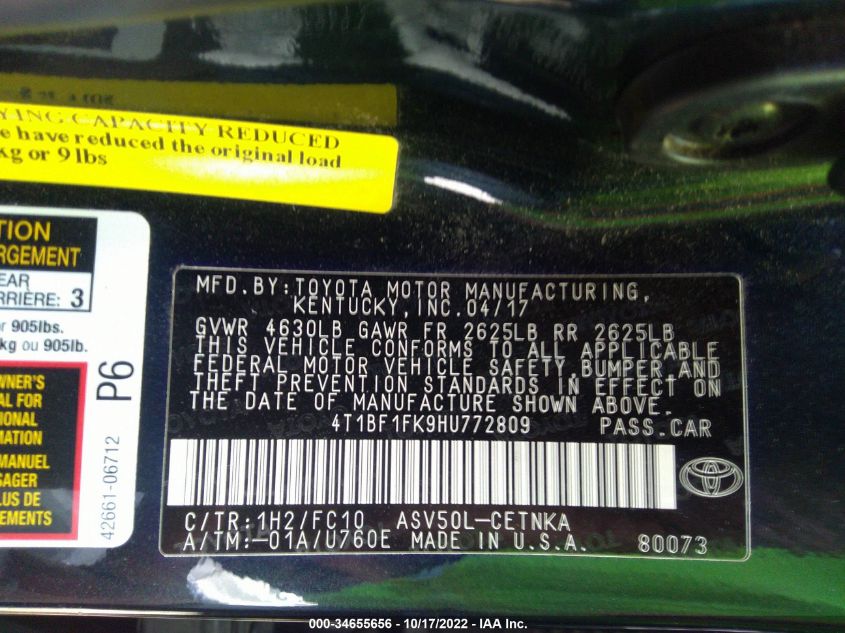 YING CAPACITY REDUCED
e have reduced the original load
kg or 9 lbs
TION
RGEMENT
EAR
ARRIÈRE: 3
or 905lbs.
kg ou 905lb.
WNER'S
AL FOR
IONAL
MATION
MANUEL
SAGER
LUS DE
EMENTS
P6
42661-06712
MFD.BY:TOYOTA MOTOR MANUFACTURING,
KENTUCKY,INC.04/17
GVWR 4630LB GAWR FR 2625LB RR 2625LB
THIS VEHICLE CONFORMS TO ALL APPLICABLE
FEDERAL MOTOR VEHICLE SAFETY,BUMPER,AND
THEFT PREVENTION STANDARDS IN EFFECT ON
THE DATE OF MANUFACTURE SHOWN ABOVE.
4T1BF1FK9HU772809 PASS.CAR
C/TR:1H2/FC10 ASV50L-CETNKA
A/TM:-01A/U760E MADE IN U.S.A. 80073
000-34655656 - 10/17/2022 - IAA Inc.